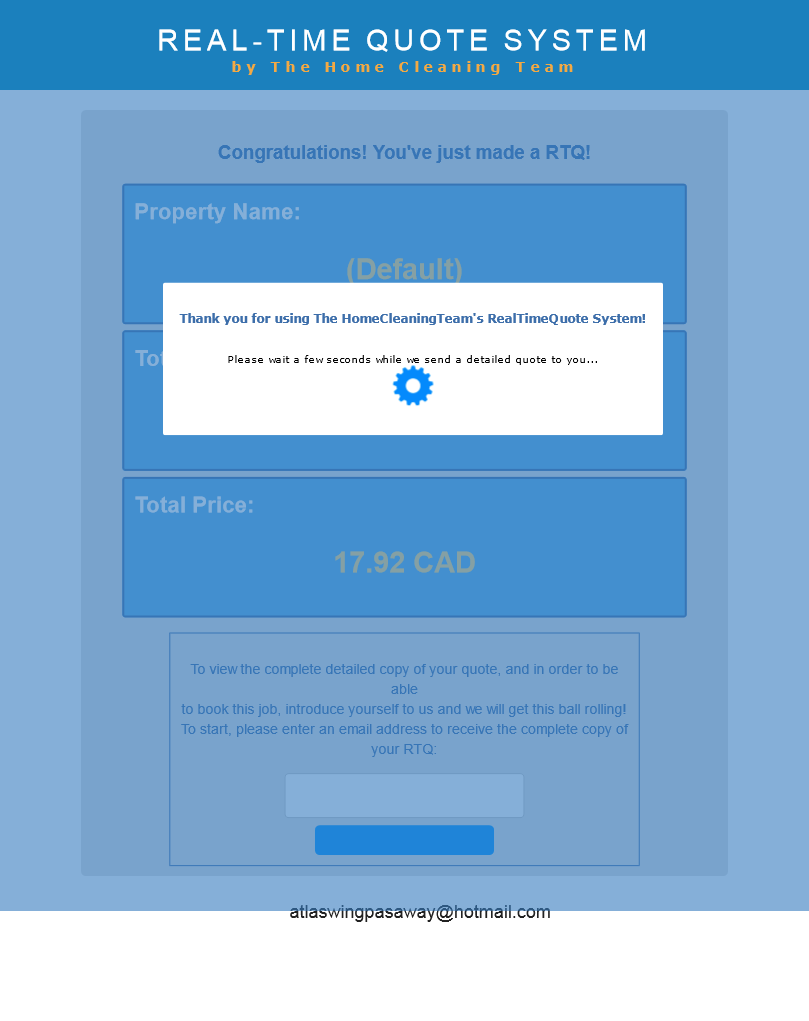 REAL-TIME QUOTE SYSTEM
by The Home Cleaning Team
Congratulations! You've just made a RTQ!
Property Name:
(Default)
Thank you for using The HomeCleaningTeam's RealTimeQuote System!
Please wait a few seconds while we send a detailed quote to you...
Total Price:
17.92 CAD
To view the complete detailed copy of your quote, and in order to be
able
to book this job, introduce yourself to us and we will get this ball rolling!
To start, please enter an email address to receive the complete copy of
your RTQ:
atlaswingpasaway@hotmail.com